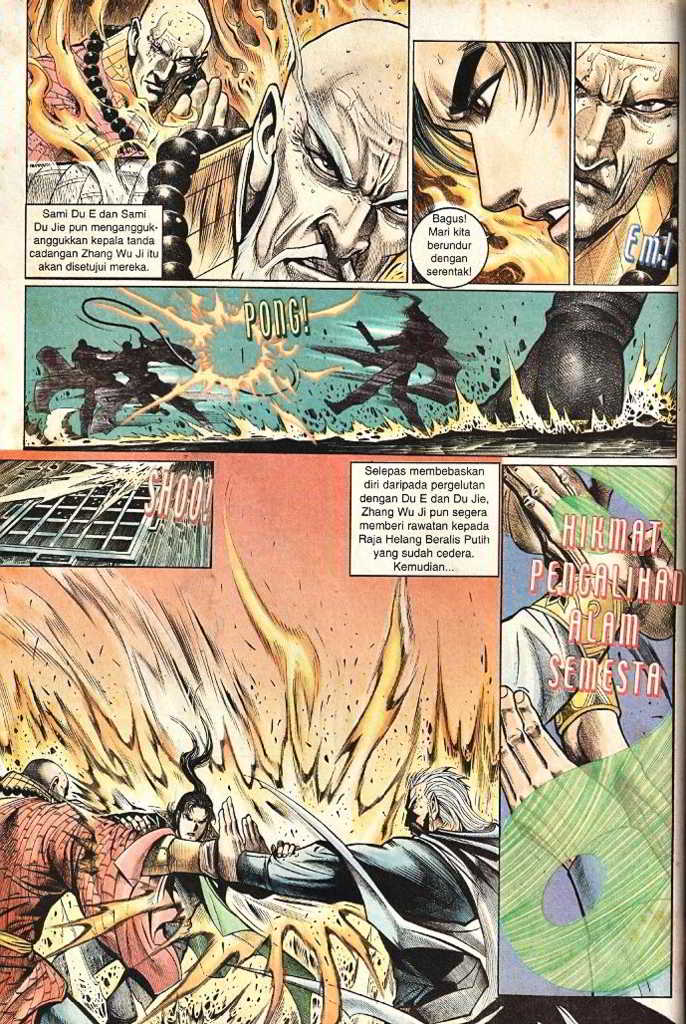 Sami Du E dan Sami
Du Jie pun mengangguk-
anggukkan kepala tanda
cadangan Zhang Wu Ji itu
akan disetujui mereka.
Bagus!
Mari kita
berundur
dengan
serentak!
Em!
PONG!
SHOO!
Selepas membebaskan
diri daripada pergelutan
dengan Du E dan Du Jie,
Zhang Wu Ji pun segera
memberi rawatan kepada
Raja Helang Beralis Putih
yang sudah cedera.
Kemudian...
HIKMAT
PENGALIHAN
ALAM
SEMESTA